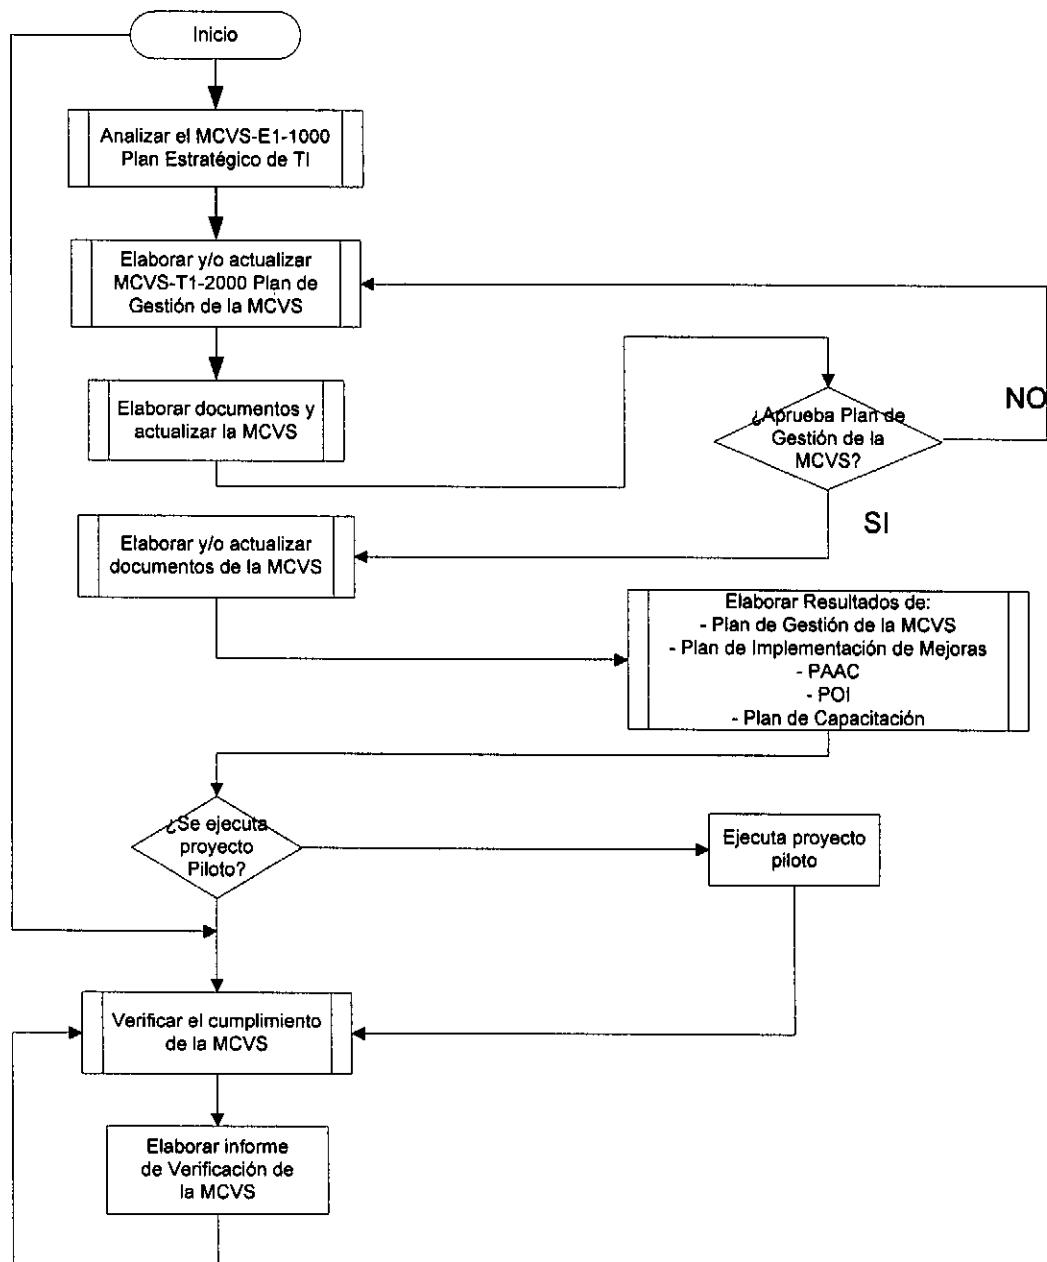 Inicio
Analizar el MCVS-E1-1000
Plan Estratégico de TI
Elaborar y/o actualizar
MCVS-T1-2000 Plan de
Gestión de la MCVS
Elaborar documentos y
actualizar la MCVS
¿Aprueba Plan de
Gestión de la
MCVS?
NO
SI
Elaborar y/o actualizar
documentos de la MCVS
Elaborar Resultados de:
- Plan de Gestión de la MCVS
- Plan de Implementación de Mejoras
- PAAC
- POI
- Plan de Capacitación
¿Se ejecuta
proyecto
Piloto?
Ejecuta proyecto
piloto
Verificar el cumplimiento
de la MCVS
Elaborar informe
de Verificación de
la MCVS